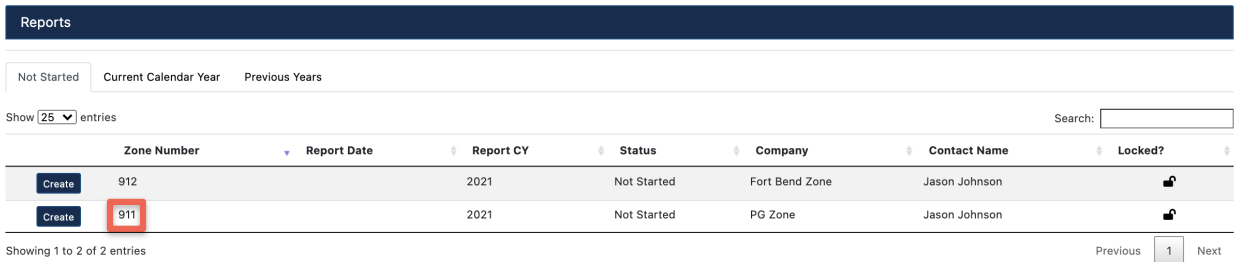 Reports
Not Started Current Calendar Year Previous Years
Show 25 entries Search:
Zone Number Report Date Report CY Status Company Contact Name Locked?
Create 912 2021 Not Started Fort Bend Zone Jason Johnson
Create 911 2021 Not Started PG Zone Jason Johnson
Showing 1 to 2 of 2 entries Previous 1 Next